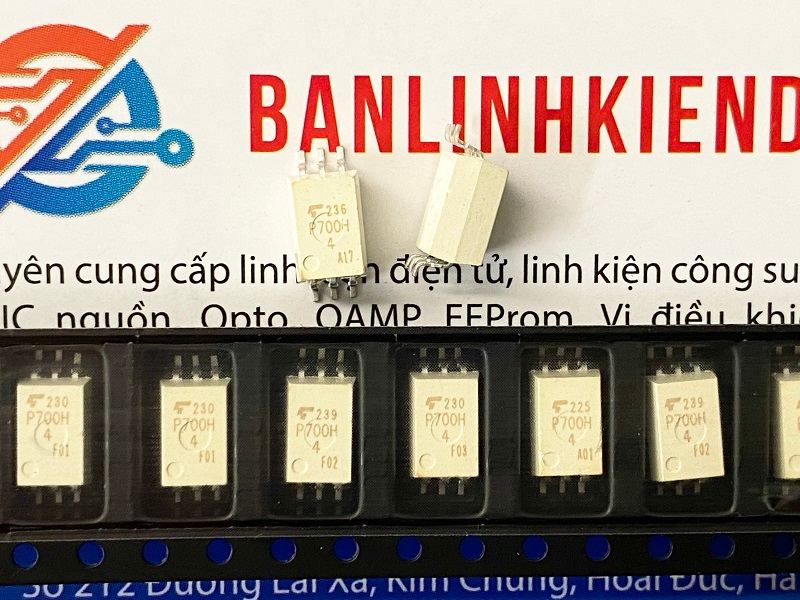 BANLINHKIEND
236
P700H
4
A17
yên cung cấp linh điện tử, linh kiện công su
IC nguồn, Opto, OAMP, EEProm, Vi điều khi
230
P700H
4
F01
230
P700H
4
F01
239
P700H
4
F02
230
P700H
4
F03
225
P700H
4
A01
239
P700H
4
F02
Số 212 Đường Lai Xá, Kim Chung, Hoài Đức, Hà